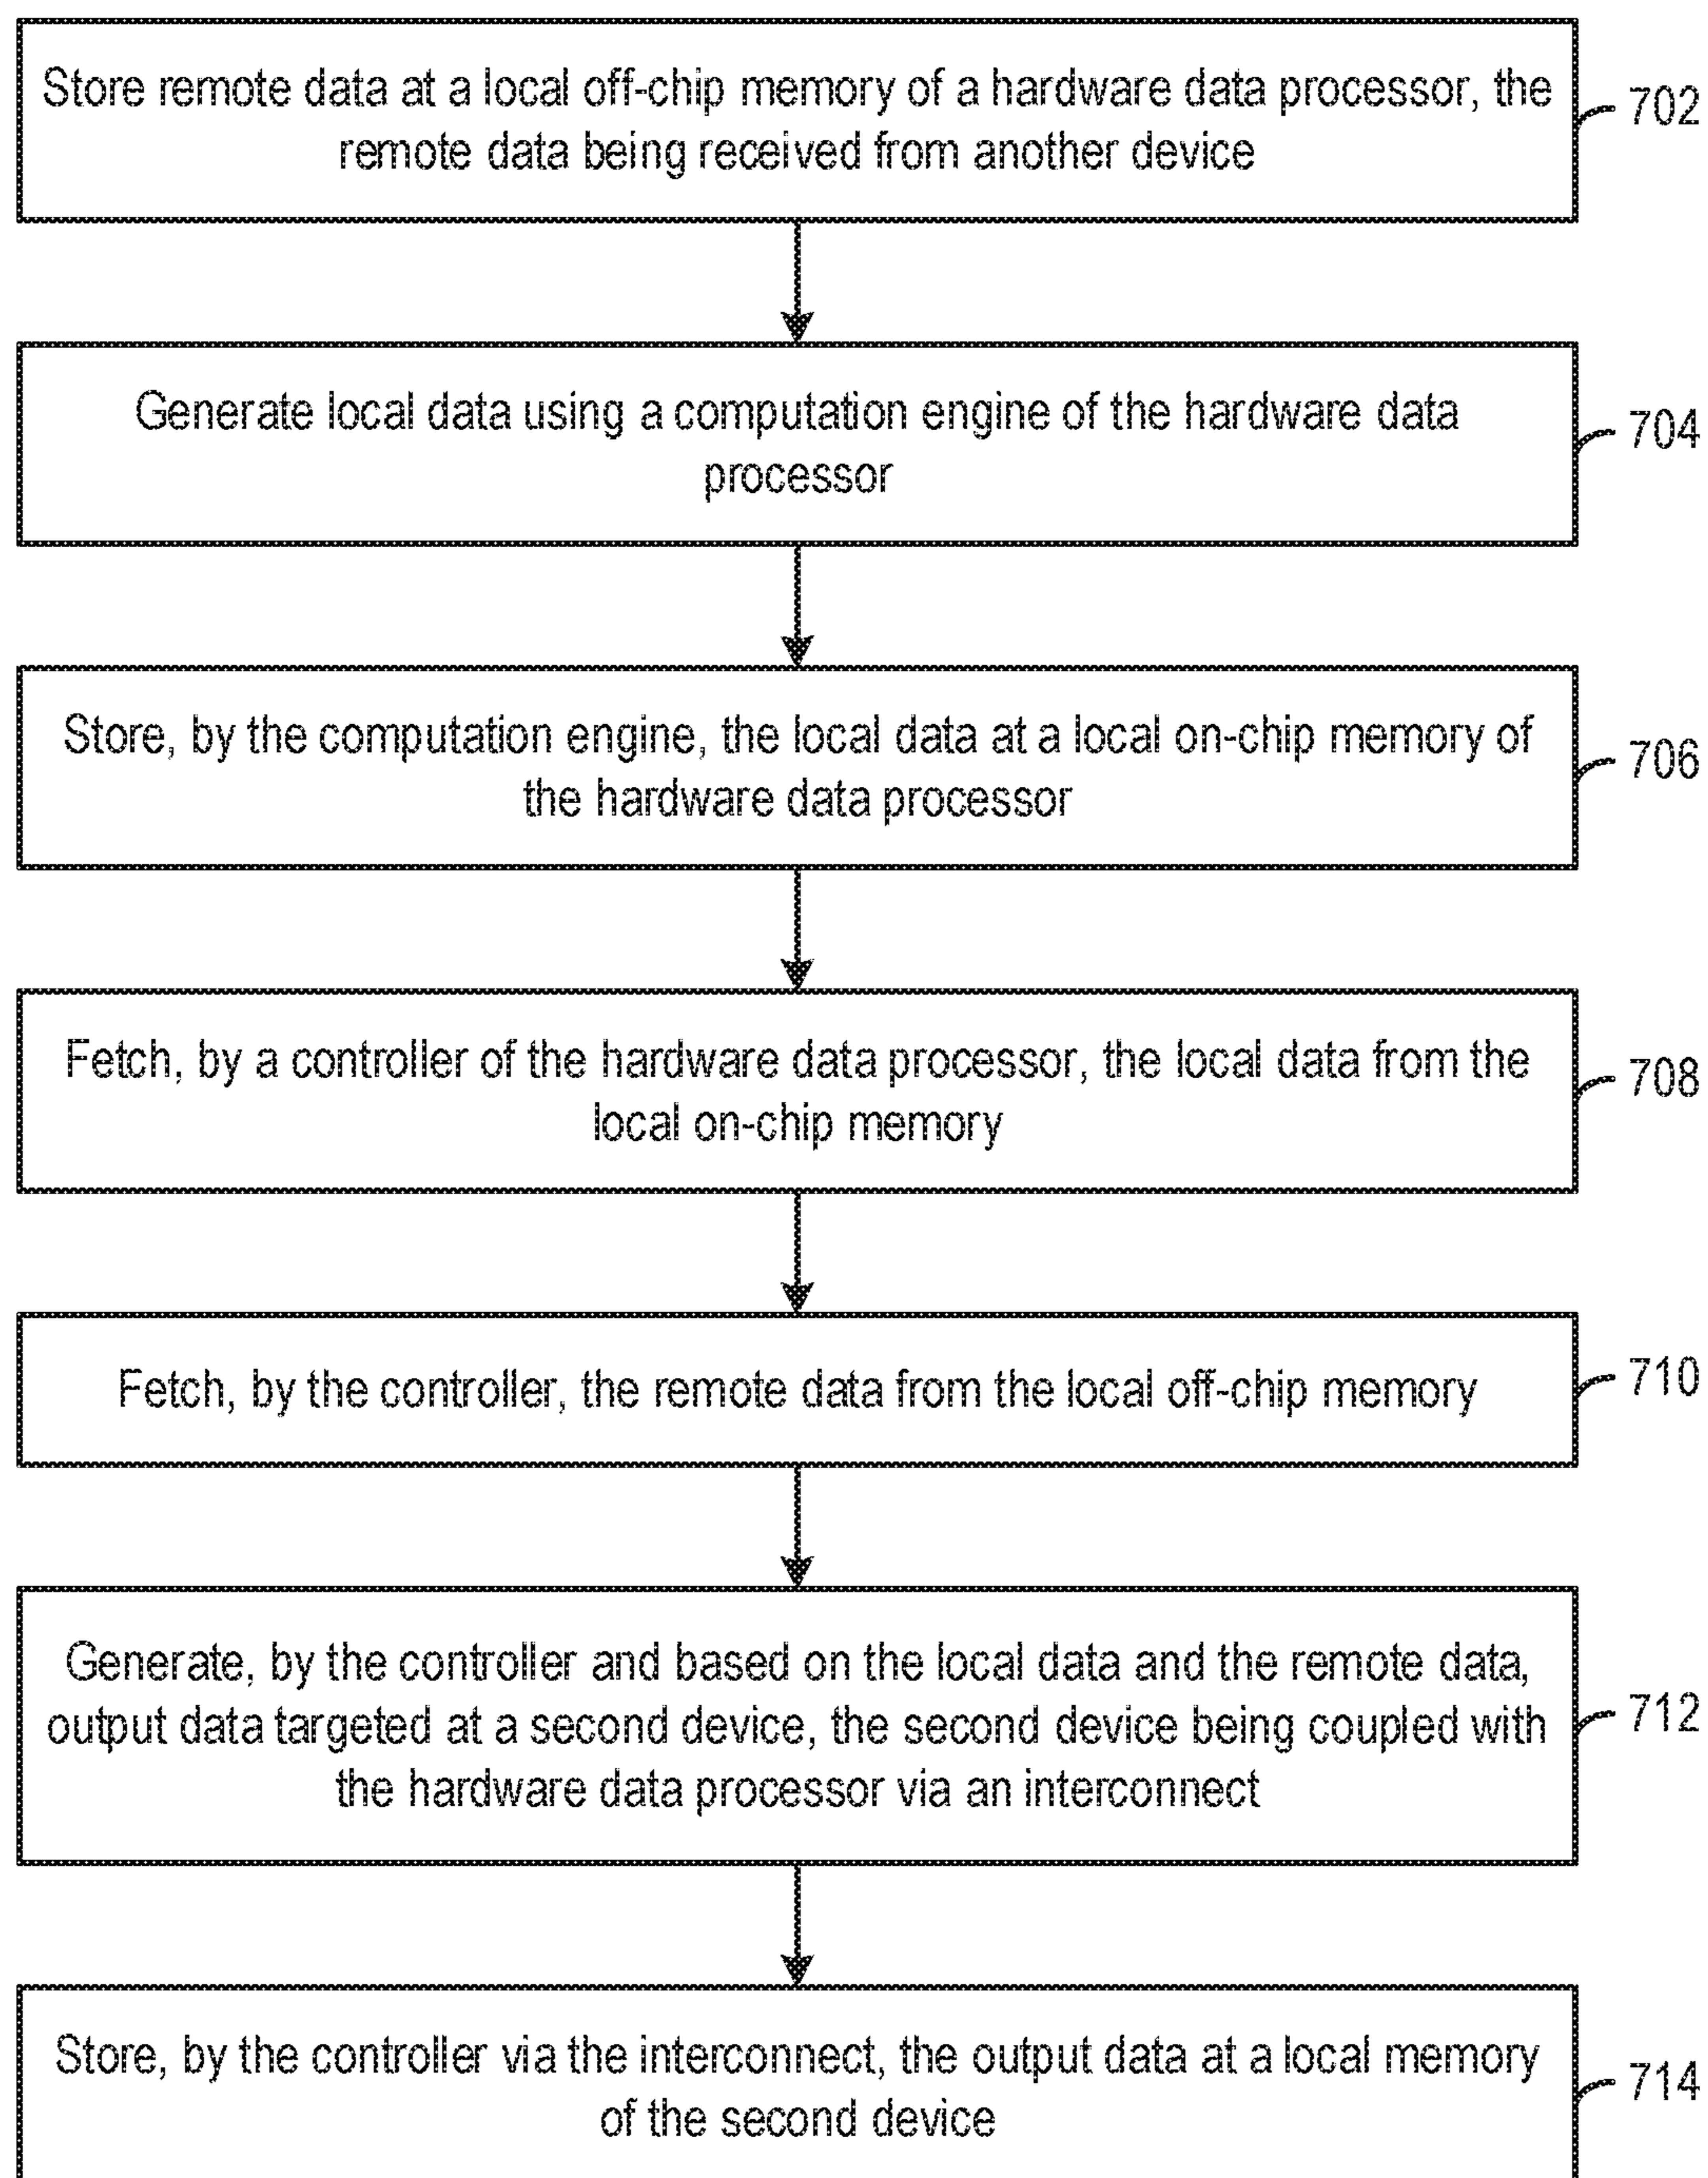 Store remote data at a local off-chip memory of a hardware data processor, the
remote data being received from another device
702
Generate local data using a computation engine of the hardware data
processor
704
Store, by the computation engine, the local data at a local on-chip memory of
the hardware data processor
706
Fetch, by a controller of the hardware data processor, the local data from the
local on-chip memory
708
Fetch, by the controller, the remote data from the local off-chip memory
710
Generate, by the controller and based on the local data and the remote data,
output data targeted at a second device, the second device being coupled with
the hardware data processor via an interconnect
712
Store, by the controller via the interconnect, the output data at a local memory
of the second device
714